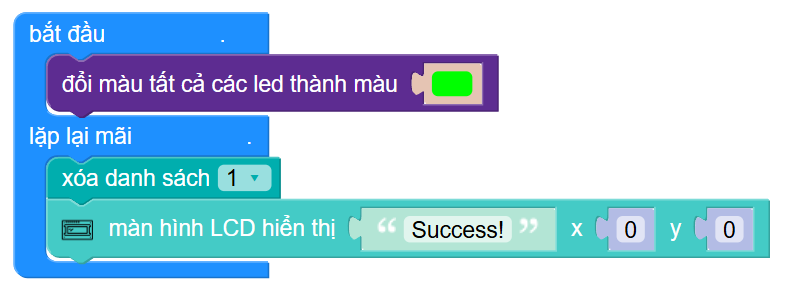 bắt đầu .
đổi màu tất cả các led thành màu
lặp lại mãi .
xóa danh sách 1
màn hình LCD hiển thị “ Success! ” x 0 y 0